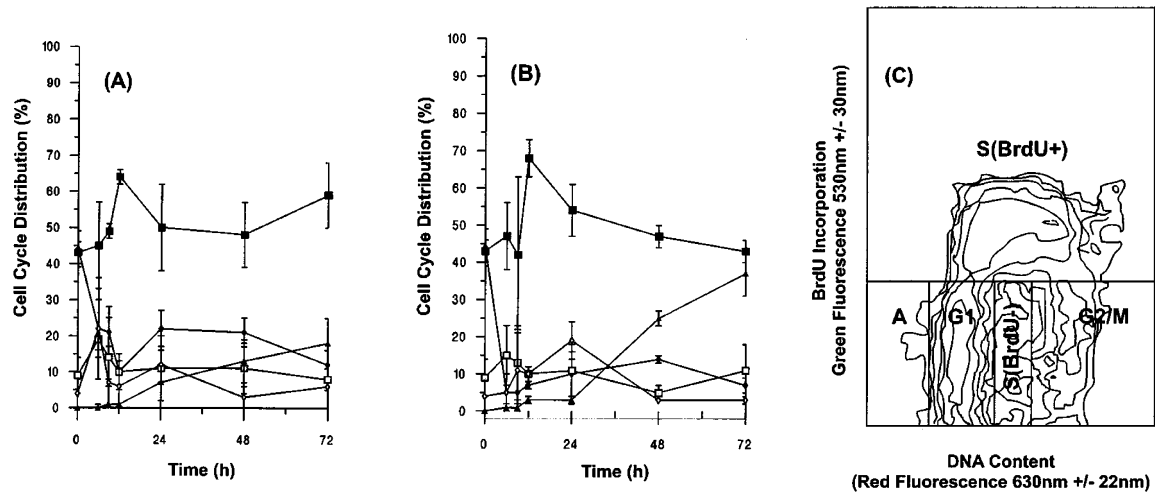 (A)
Cell Cycle Distribution (%)
100
90
80
70
60
50
40
30
20
10
0
0
12
24
48
72
Time (h)
(B)
Cell Cycle Distribution (%)
100
90
80
70
60
50
40
30
20
10
0
0
12
24
48
72
Time (h)
(C)
BrdU Incorporation
Green Fluorescence 530nm +/- 30nm)
S(BrdU+)
A
G1
S(BrdU-)
G2/M
DNA Content
(Red Fluorescence 630nm +/- 22nm)